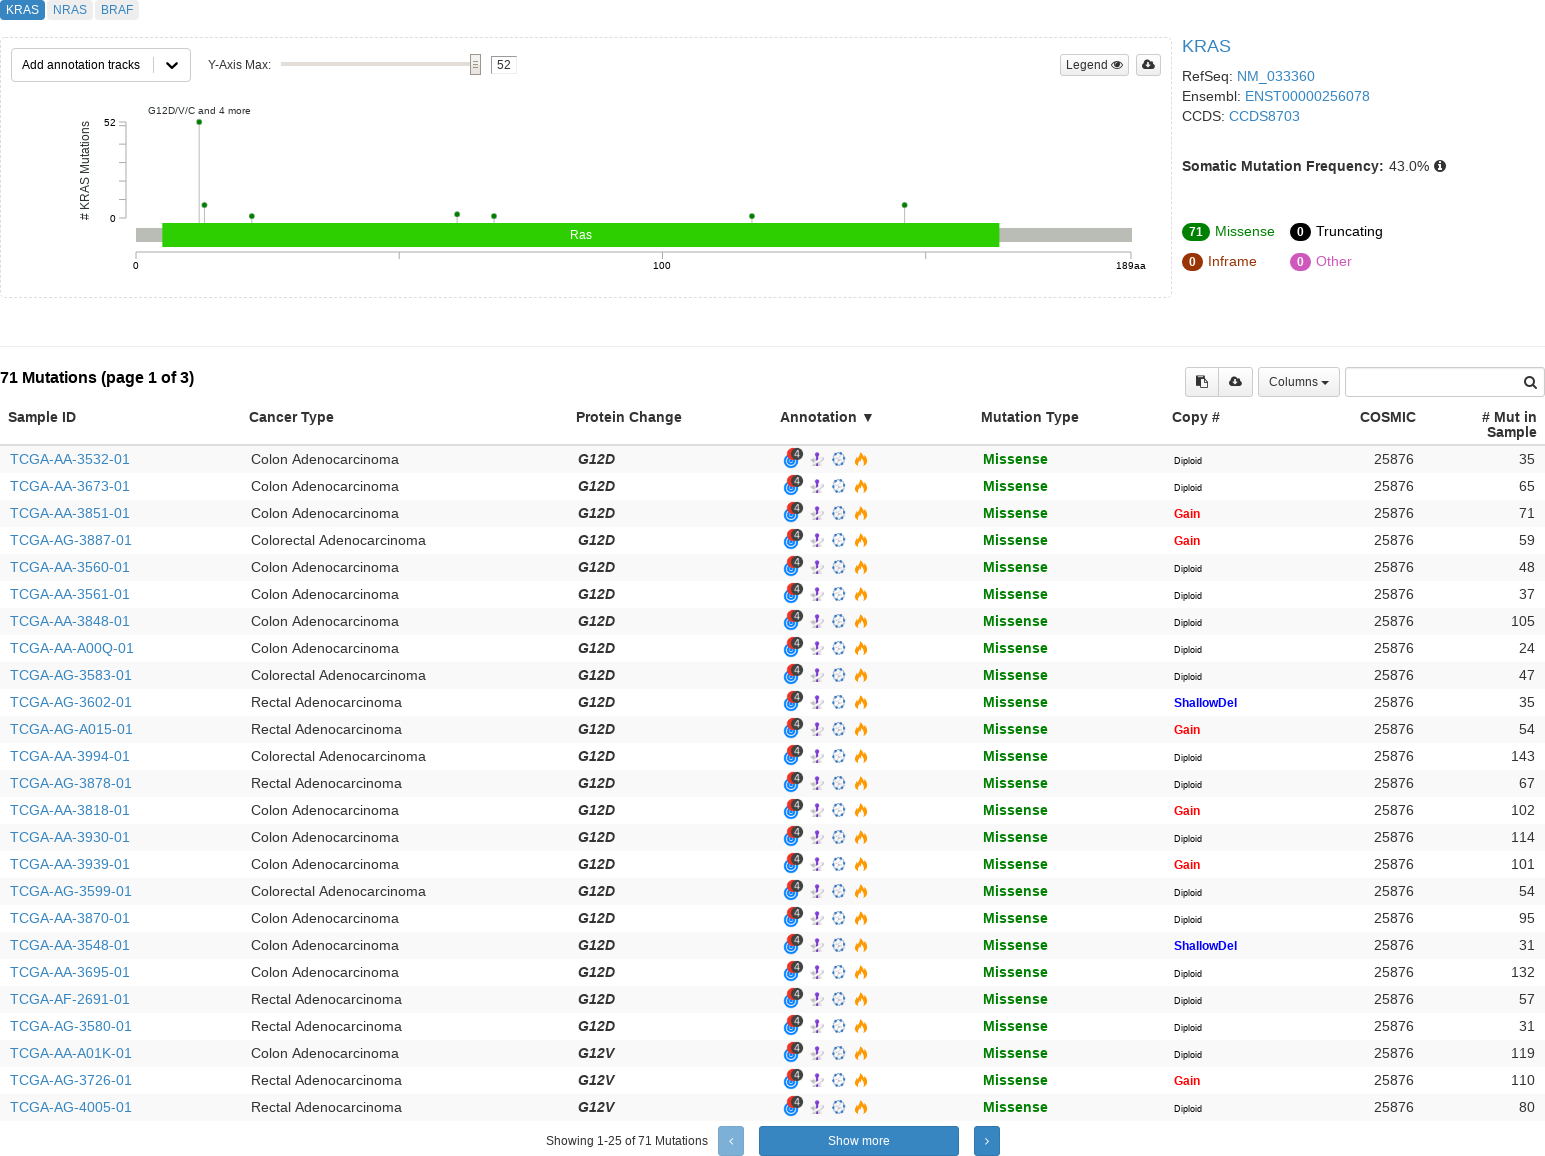 KRAS NRAS BRAF
Add annotation tracks Y-Axis Max: 52 Legend
KRAS
RefSeq: NM_033360
Ensembl: ENST00000256078
CCDS: CCDS8703
G12D/V/C and 4 more
52
# KRAS Mutations
0
Somatic Mutation Frequency: 43.0%
Ras
0 100 189aa
71 Missense 0 Truncating
0 Inframe 0 Other
71 Mutations (page 1 of 3) Columns
Sample ID Cancer Type Protein Change Annotation ▼ Mutation Type Copy # COSMIC # Mut in
Sample
TCGA-AA-3532-01 Colon Adenocarcinoma G12D 4 Missense Diploid 25876 35
TCGA-AA-3673-01 Colon Adenocarcinoma G12D 4 Missense Diploid 25876 65
TCGA-AA-3851-01 Colon Adenocarcinoma G12D 4 Missense Gain 25876 71
TCGA-AG-3887-01 Colorectal Adenocarcinoma G12D 4 Missense Gain 25876 59
TCGA-AA-3560-01 Colon Adenocarcinoma G12D 4 Missense Diploid 25876 48
TCGA-AA-3561-01 Colon Adenocarcinoma G12D 4 Missense Diploid 25876 37
TCGA-AA-3848-01 Colon Adenocarcinoma G12D 4 Missense Diploid 25876 105
TCGA-AA-A00Q-01 Colon Adenocarcinoma G12D 4 Missense Diploid 25876 24
TCGA-AG-3583-01 Colorectal Adenocarcinoma G12D 4 Missense Diploid 25876 47
TCGA-AG-3602-01 Rectal Adenocarcinoma G12D 4 Missense ShallowDel 25876 35
TCGA-AG-A015-01 Rectal Adenocarcinoma G12D 4 Missense Gain 25876 54
TCGA-AA-3994-01 Colorectal Adenocarcinoma G12D 4 Missense Diploid 25876 143
TCGA-AG-3878-01 Rectal Adenocarcinoma G12D 4 Missense Diploid 25876 67
TCGA-AA-3818-01 Colon Adenocarcinoma G12D 4 Missense Gain 25876 102
TCGA-AA-3930-01 Colon Adenocarcinoma G12D 4 Missense Diploid 25876 114
TCGA-AA-3939-01 Colon Adenocarcinoma G12D 4 Missense Gain 25876 101
TCGA-AG-3599-01 Colorectal Adenocarcinoma G12D 4 Missense Diploid 25876 54
TCGA-AA-3870-01 Colon Adenocarcinoma G12D 4 Missense Diploid 25876 95
TCGA-AA-3548-01 Colon Adenocarcinoma G12D 4 Missense ShallowDel 25876 31
TCGA-AA-3695-01 Colon Adenocarcinoma G12D 4 Missense Diploid 25876 132
TCGA-AF-2691-01 Rectal Adenocarcinoma G12D 4 Missense Diploid 25876 57
TCGA-AG-3580-01 Rectal Adenocarcinoma G12D 4 Missense Diploid 25876 31
TCGA-AA-A01K-01 Colon Adenocarcinoma G12V 4 Missense Diploid 25876 119
TCGA-AG-3726-01 Rectal Adenocarcinoma G12V 4 Missense Gain 25876 110
TCGA-AG-4005-01 Rectal Adenocarcinoma G12V 4 Missense Diploid 25876 80
Showing 1-25 of 71 Mutations Show more